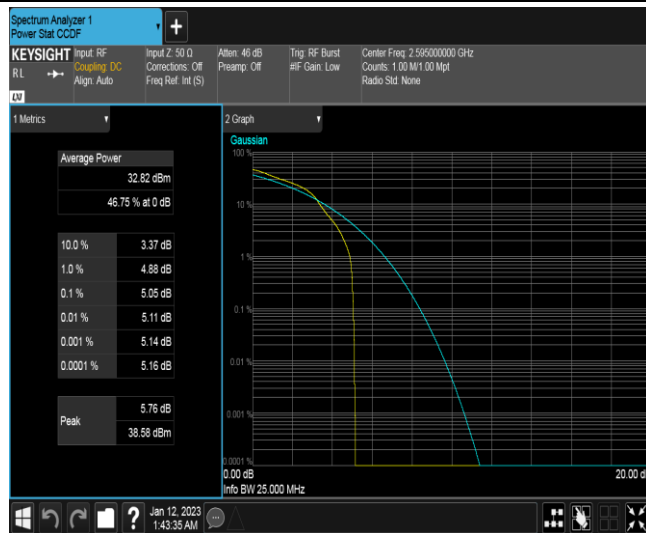 Spectrum Analyzer 1
Power Stat CCDF
KEYSIGHT
RL
Input: RF
Coupling: DC
Align: Auto
Input Z: 50 Ω
Corrections: Off
Freq Ref: Int (S)
Atten: 46 dB
Preamp: Off
Trig: RF Burst
#IF Gain: Low
Center Freq: 2.595000000 GHz
Counts: 1.00 M/1.00 Mpt
Radio Std: None
1 Metrics
Average Power
32.82 dBm
46.75 % at 0 dB
10.0 % 3.37 dB
1.0 % 4.88 dB
0.1 % 5.05 dB
0.01 % 5.11 dB
0.001 % 5.14 dB
0.0001 % 5.16 dB
Peak
5.76 dB
38.58 dBm
2 Graph
Gaussian
100 %
10 %
1 %
0.1 %
0.01 %
0.001 %
0.0001 %
0.00 dB
20.00
Info BW 25.000 MHz
?
Jan 12, 2023
1:43:35 AM